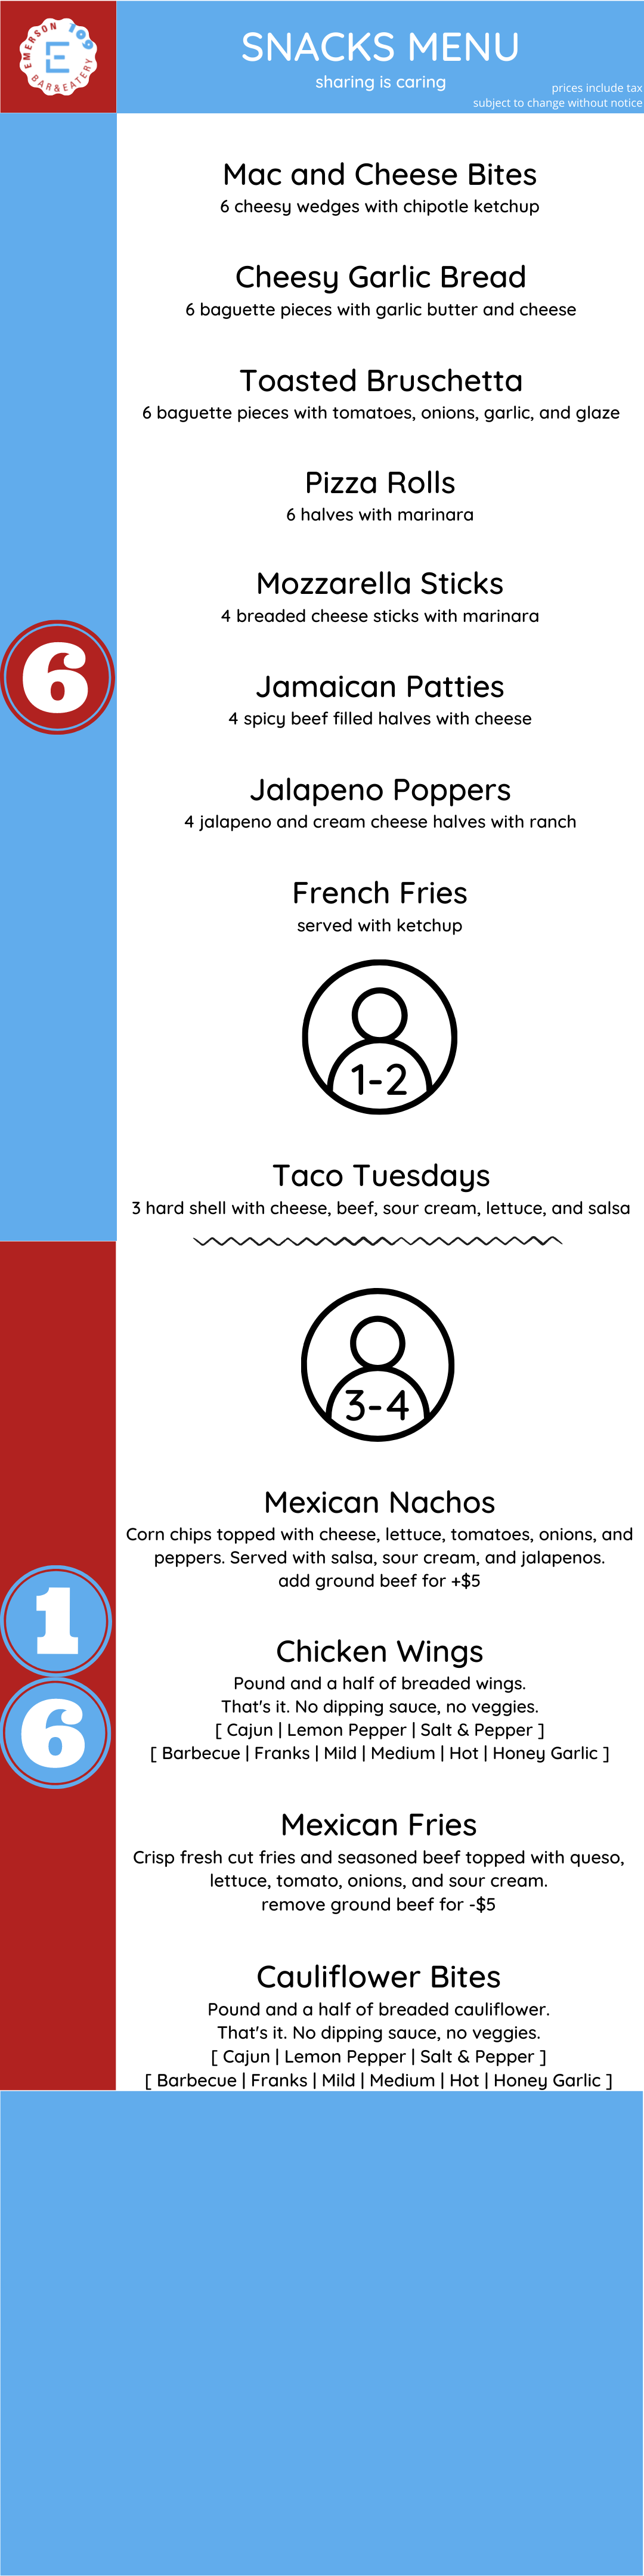 EMERSON 109
E
BAR & EATERY
SNACKS MENU
sharing is caring
prices include tax
subject to change without notice
Mac and Cheese Bites
6 cheesy wedges with chipotle ketchup
Cheesy Garlic Bread
6 baguette pieces with garlic butter and cheese
Toasted Bruschetta
6 baguette pieces with tomatoes, onions, garlic, and glaze
Pizza Rolls
6 halves with marinara
Mozzarella Sticks
4 breaded cheese sticks with marinara
6
Jamaican Patties
4 spicy beef filled halves with cheese
Jalapeno Poppers
4 jalapeno and cream cheese halves with ranch
French Fries
served with ketchup
1-2
Taco Tuesdays
3 hard shell with cheese, beef, sour cream, lettuce, and salsa
3-4
Mexican Nachos
Corn chips topped with cheese, lettuce, tomatoes, onions, and
peppers. Served with salsa, sour cream, and jalapenos.
add ground beef for +$5
1
6
Chicken Wings
Pound and a half of breaded wings.
That's it. No dipping sauce, no veggies.
[ Cajun | Lemon Pepper | Salt & Pepper ]
[ Barbecue | Franks | Mild | Medium | Hot | Honey Garlic ]
Mexican Fries
Crisp fresh cut fries and seasoned beef topped with queso,
lettuce, tomato, onions, and sour cream.
remove ground beef for -$5
Cauliflower Bites
Pound and a half of breaded cauliflower.
That's it. No dipping sauce, no veggies.
[ Cajun | Lemon Pepper | Salt & Pepper ]
[ Barbecue | Franks | Mild | Medium | Hot | Honey Garlic ]